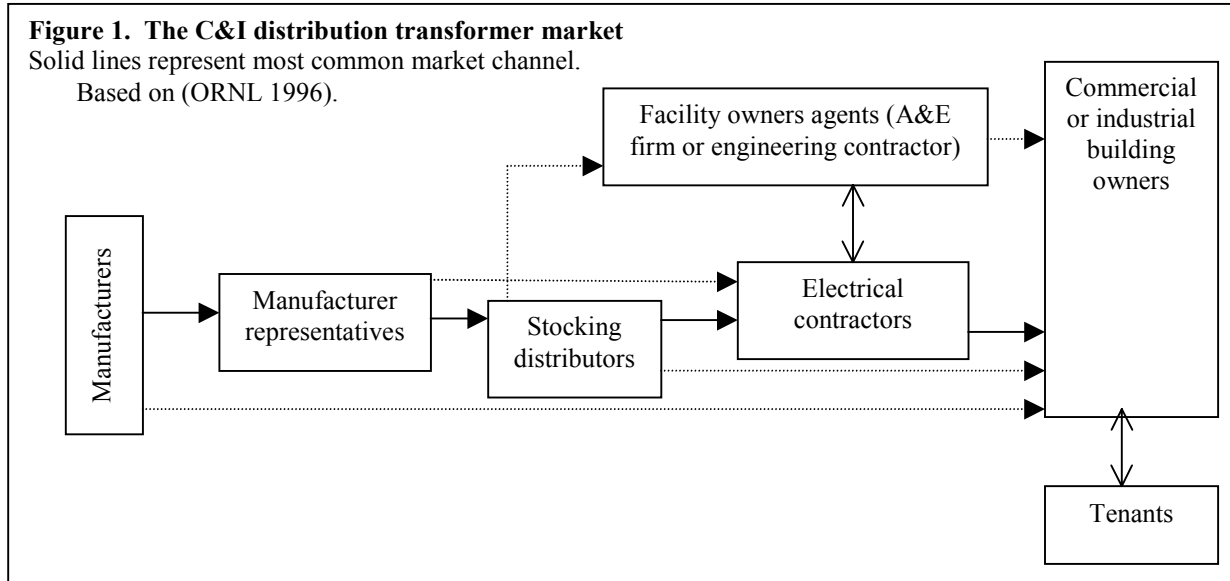 Figure 1. The C&I distribution transformer market
Solid lines represent most common market channel.
Based on (ORNL 1996).
Facility owners agents (A&E
firm or engineering contractor)
Commercial
or industrial
building
owners
Manufacturers
Manufacturer
representatives
Stocking
distributors
Electrical
contractors
Tenants